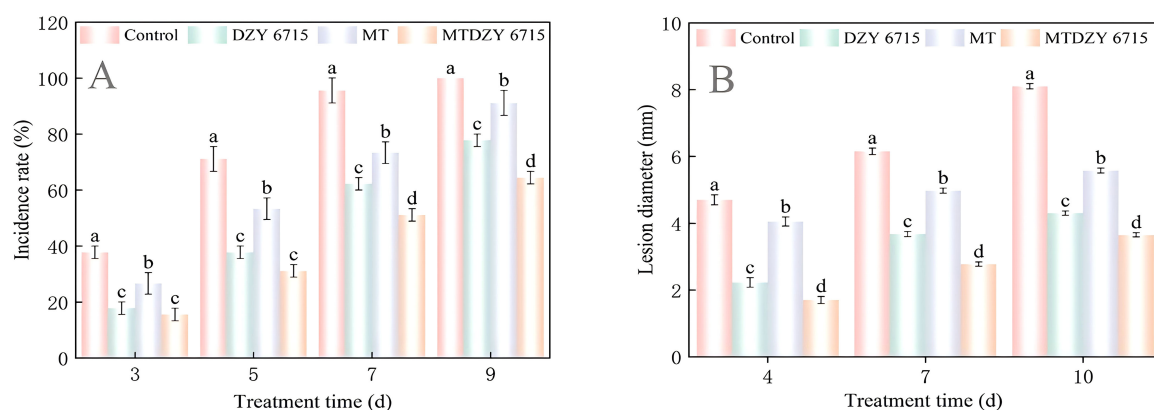 120
100
80
60
40
20
0
Incidence rate (%)
A
Control DZY 6715 MT MTDZY 6715
a c b c
a c b c
a c b d
a c b d
3 5 7 9
Treatment time (d)
10
8
6
4
2
0
Lesion diameter (mm)
B
Control DZY 6715 MT MTDZY 6715
a c b d
a c b d
a c b d
4 7 10
Treatment time (d)